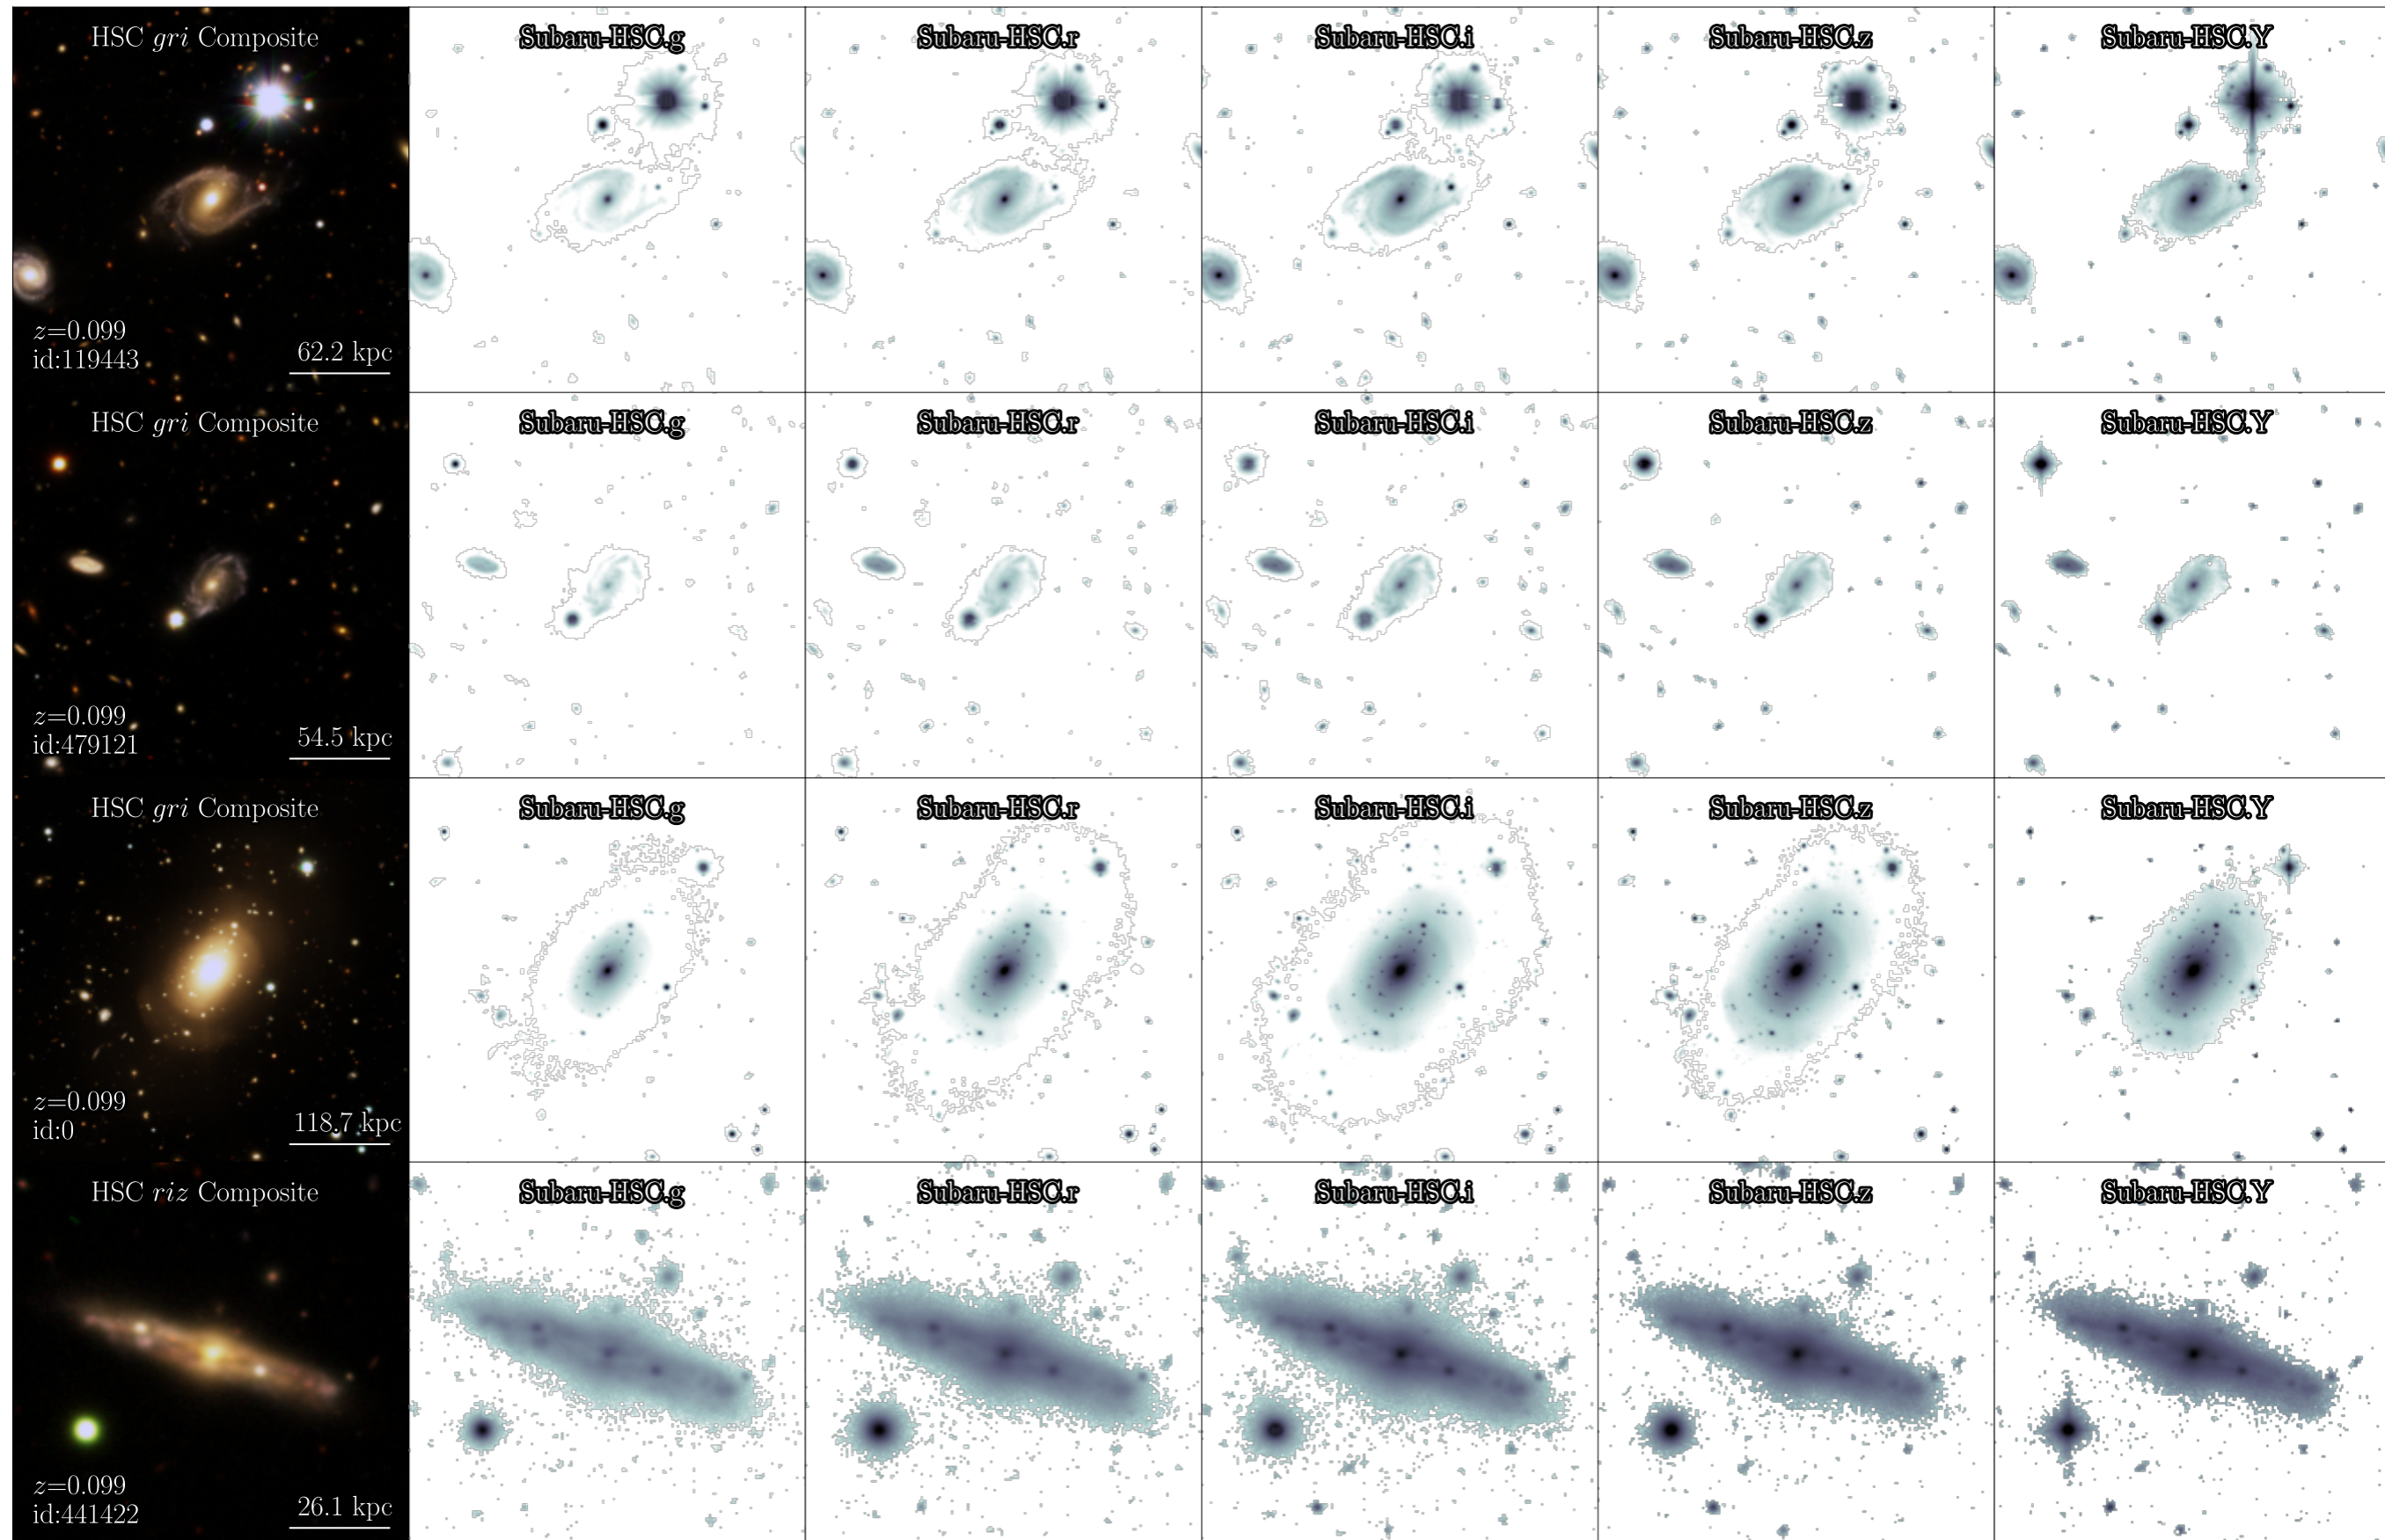 HSC gri Composite
Subaru-HSC.g
Subaru-HSC.r
Subaru-HSC.i
Subaru-HSC.z
Subaru-HSC.Y
z=0.099
id:119443
62.2 kpc
HSC gri Composite
Subaru-HSC.g
Subaru-HSC.r
Subaru-HSC.i
Subaru-HSC.z
Subaru-HSC.Y
z=0.099
id:479121
54.5 kpc
HSC gri Composite
Subaru-HSC.g
Subaru-HSC.r
Subaru-HSC.i
Subaru-HSC.z
Subaru-HSC.Y
z=0.099
id:0
118.7 kpc
HSC riz Composite
Subaru-HSC.g
Subaru-HSC.r
Subaru-HSC.i
Subaru-HSC.z
Subaru-HSC.Y
z=0.099
id:441422
26.1 kpc